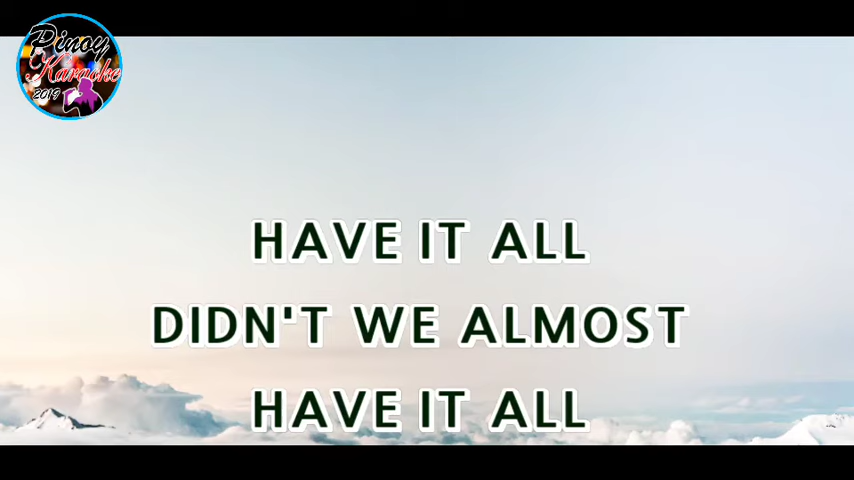 Pinoy
Karaoke
2019
HAVE IT ALL
DIDN'T WE ALMOST
HAVE IT ALL